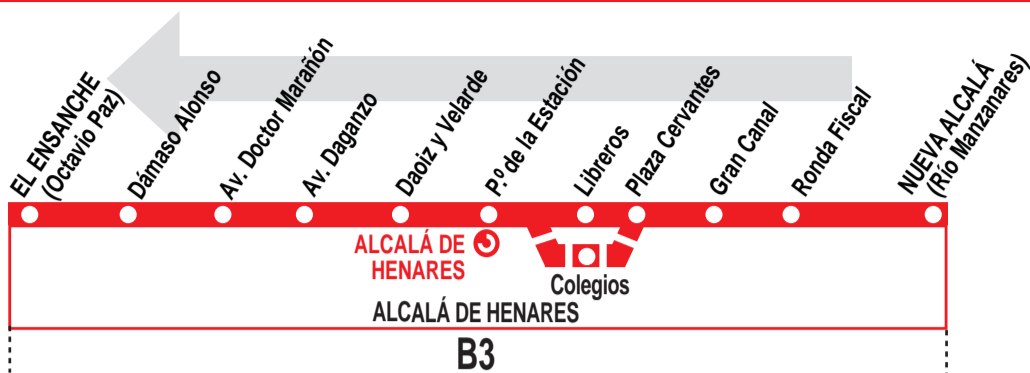 EL ENSANCHE
(Octavio Paz)
Dámaso Alonso
Av. Doctor Marañón
Av. Daganzo
Daoiz y Velarde
P.º de la Estación
Libreros
Plaza Cervantes
Gran Canal
Ronda Fiscal
NUEVA ALCALÁ
(Río Manzanares)
ALCALÁ DE
HENARES
Colegios
ALCALÁ DE HENARES
B3